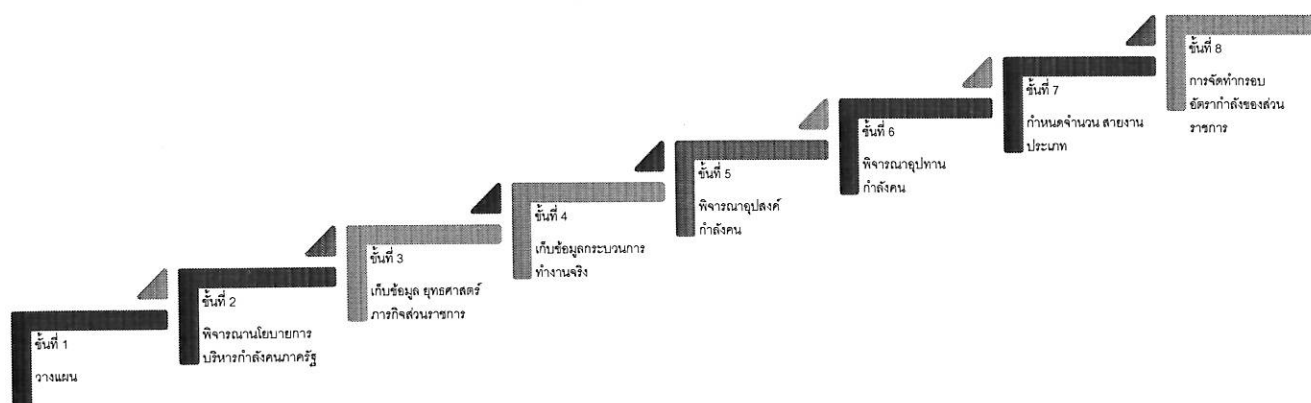 ขั้นที่ 1
วางแผน
ขั้นที่ 2
พิจารณานโยบายการ
บริหารกำลังคนภาครัฐ
ขั้นที่ 3
เก็บข้อมูล ยุทธศาสตร์
ภารกิจส่วนราชการ
ขั้นที่ 4
เก็บข้อมูลกระบวนการ
ทำงานจริง
ขั้นที่ 5
พิจารณาอุปสงค์
กำลังคน
ขั้นที่ 6
พิจารณาอุปทาน
กำลังคน
ขั้นที่ 7
กำหนดจำนวน สายงาน
ประเภท
ขั้นที่ 8
การจัดทำกรอบ
อัตรากำลังของส่วน
ราชการ